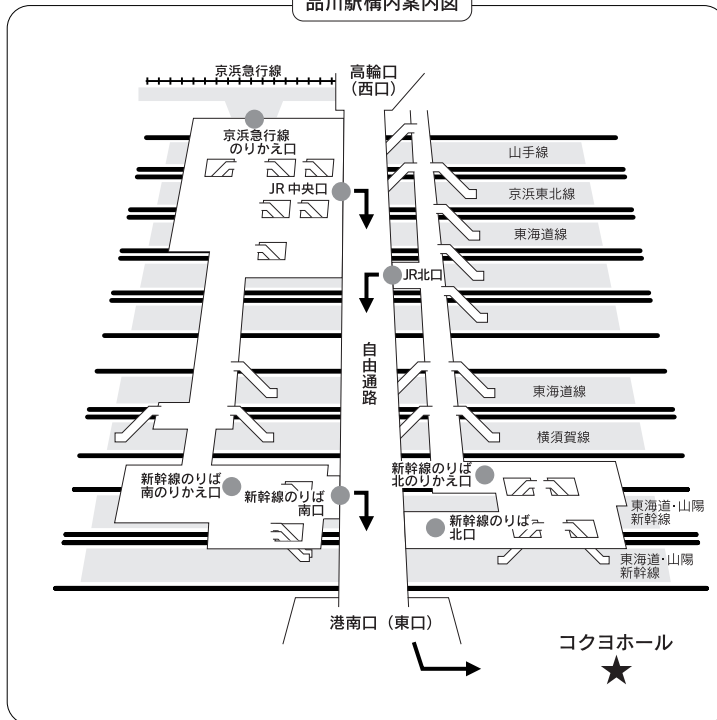 品川駅構内案内図
京浜急行線
高輪口
（西口）
京浜急行線
のりかえ口
山手線
JR 中央口
京浜東北線
東海道線
JR北口
自由通路
東海道線
横須賀線
新幹線のりば
南のりかえ口
新幹線のりば
南口
新幹線のりば
北のりかえ口
新幹線のりば
北口
東海道・山陽
新幹線
東海道・山陽
新幹線
港南口（東口）
コクヨホール